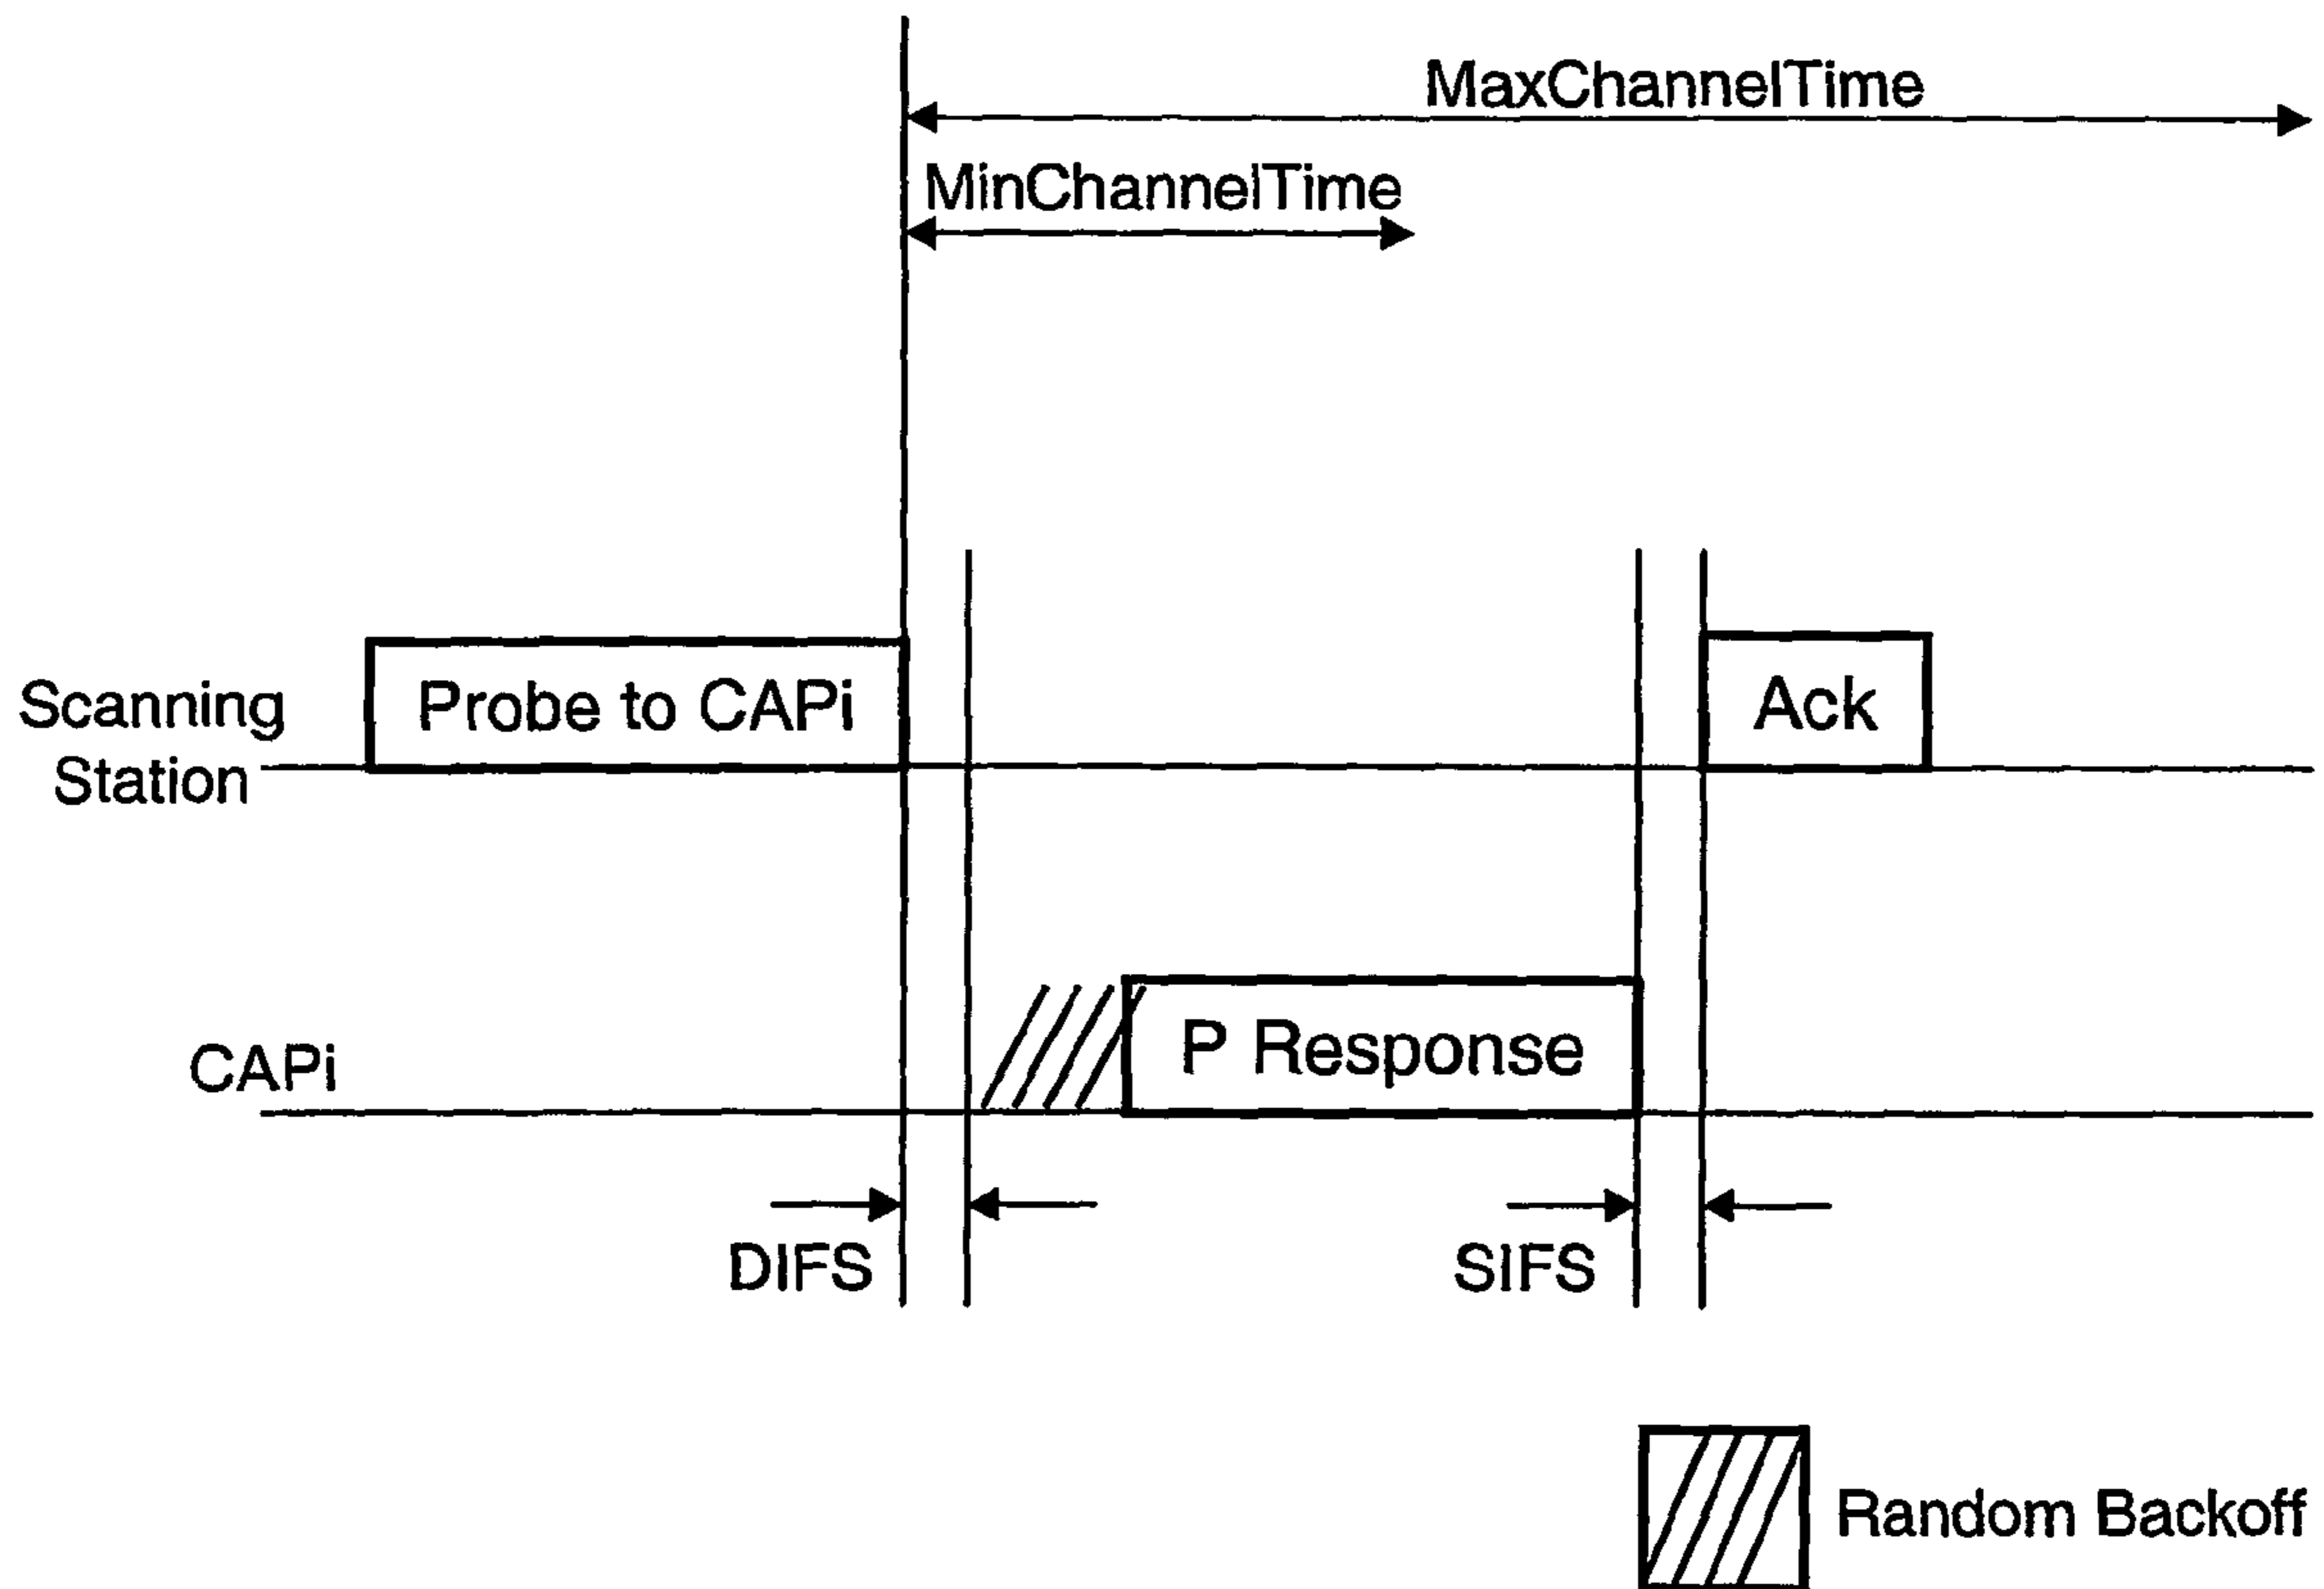 MaxChannelTime
MinChannelTime
Scanning
Station
Probe to CAPi
Ack
CAPi
P Response
DIFS
SIFS
Random Backoff